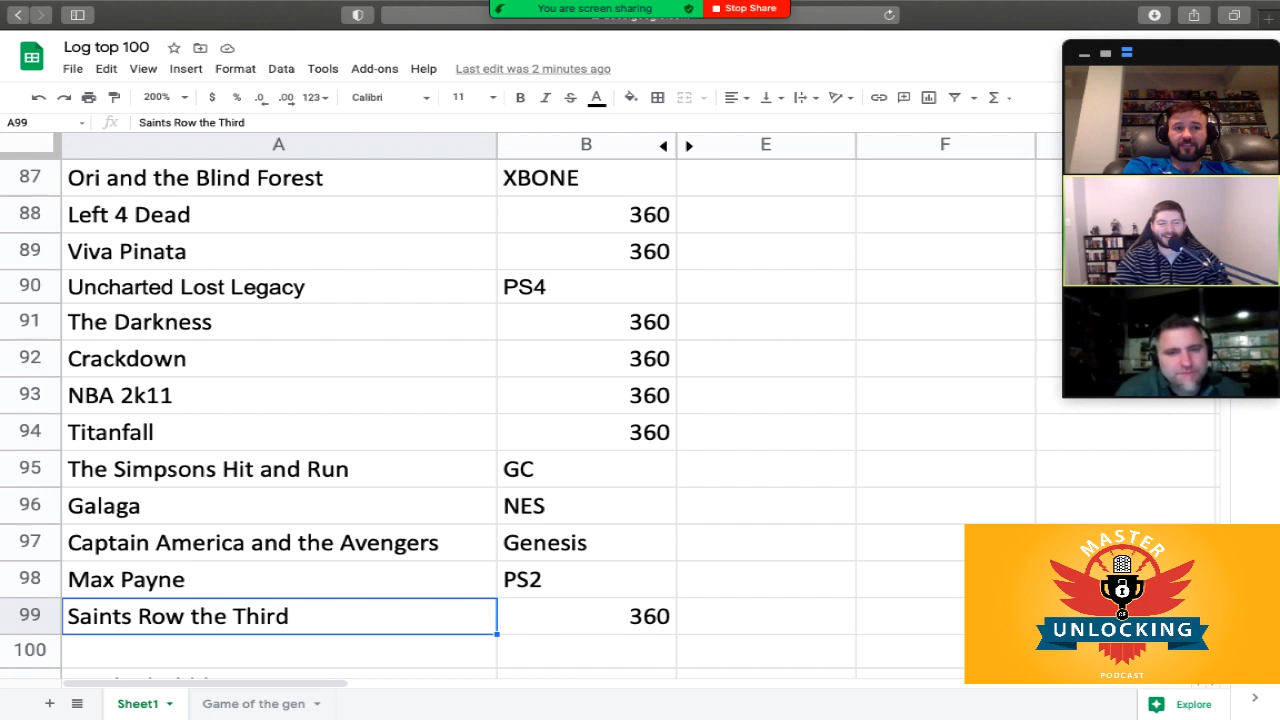 You are screen sharing
Stop Share
Log top 100
File Edit View Insert Format Data Tools Add-ons Help Last edit was 2 minutes ago
200% $ % .0 .00 123 Calibri 11 B I S A
A99 fx Saints Row the Third
A B E F
87 Ori and the Blind Forest XBONE
88 Left 4 Dead 360
89 Viva Pinata 360
90 Uncharted Lost Legacy PS4
91 The Darkness 360
92 Crackdown 360
93 NBA 2k11 360
94 Titanfall 360
95 The Simpsons Hit and Run GC
96 Galaga NES
97 Captain America and the Avengers Genesis
98 Max Payne PS2
99 Saints Row the Third 360
100
MASTER
OF
UNLOCKING
PODCAST
Sheet1 Game of the gen Explore